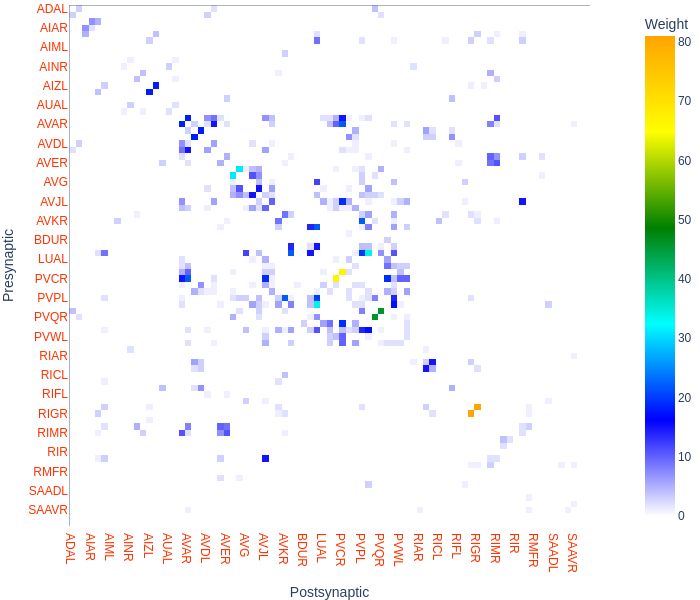 Weight
80
70
60
50
40
30
20
10
0
Presynaptic
ADAL
AIAR
AIML
AINR
AIZL
AUAL
AVAR
AVDL
AVER
AVG
AVJL
AVKR
BDUR
LUAL
PVCR
PVPL
PVQR
PVWL
RIAR
RICL
RIFL
RIGR
RIMR
RIR
RMFR
SAADL
SAAVR
ADAL
AIAR
AIML
AINR
AIZL
AUAL
AVAR
AVDL
AVER
AVG
AVJL
AVKR
BDUR
LUAL
PVCR
PVPL
PVQR
PVWL
RIAR
RICL
RIFL
RIGR
RIMR
RIR
RMFR
SAADL
SAAVR
Postsynaptic